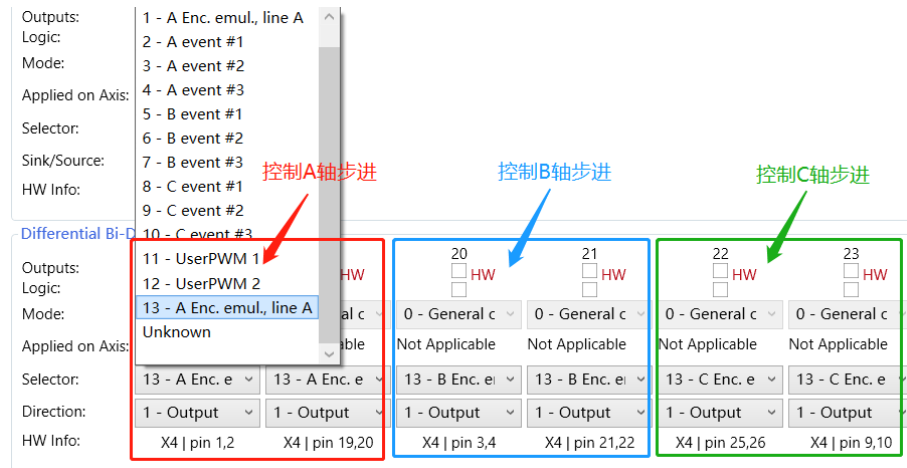 Outputs:
Logic:
Mode:
Applied on Axis:
Selector:
Sink/Source:
HW Info:
1 - A Enc. emul., line A
2 - A event #1
3 - A event #2
4 - A event #3
5 - B event #1
6 - B event #2
7 - B event #3
8 - C event #1
9 - C event #2
10 - C event #3
11 - UserPWM 1
12 - UserPWM 2
13 - A Enc. emul., line A
Unknown
控制A轴步进
控制B轴步进
控制C轴步进
Differential Bi-D
Outputs: HW 20 HW 21 HW 22 HW 23 HW
Logic:
Mode: al c 0 - General c 0 - General c 0 - General c 0 - General c
Applied on Axis: able Not Applicable Not Applicable Not Applicable Not Applicable
Selector: 13 - A Enc. e 13 - A Enc. e 13 - B Enc. e 13 - B Enc. e 13 - C Enc. e 13 - C Enc. e
Direction: 1 - Output 1 - Output 1 - Output 1 - Output 1 - Output 1 - Output
HW Info: X4 | pin 1,2 X4 | pin 19,20 X4 | pin 3,4 X4 | pin 21,22 X4 | pin 25,26 X4 | pin 9,10